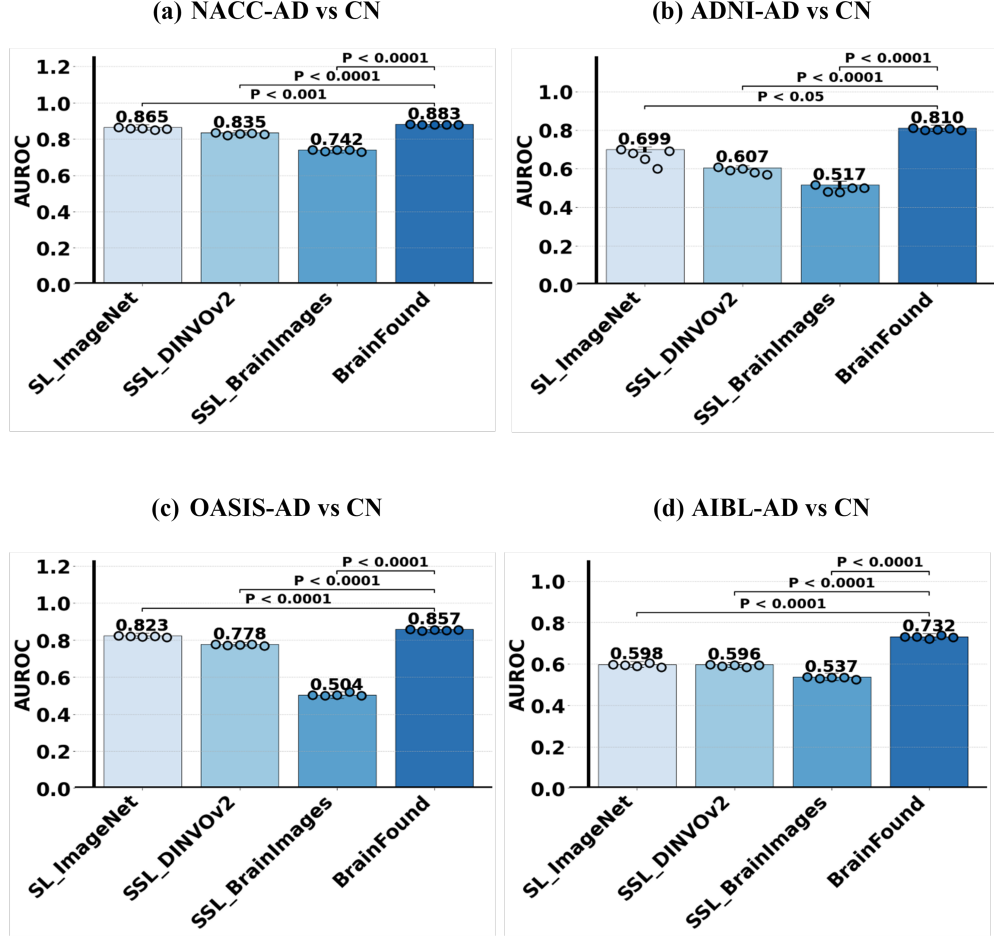 (a) NACC-AD vs CN
1.2
1.0
0.8
0.6
0.4
0.2
0.0
AUROC
P < 0.0001
P < 0.0001
P < 0.001
0.865
0.835
0.742
0.883
SL_ImageNet
SSL_DINVOv2
SSL_BrainImages
BrainFound
(b) ADNI-AD vs CN
1.0
0.8
0.6
0.4
0.2
0.0
AUROC
P < 0.0001
P < 0.0001
P < 0.05
0.699
0.607
0.517
0.810
SL_ImageNet
SSL_DINVOv2
SSL_BrainImages
BrainFound
(c) OASIS-AD vs CN
1.2
1.0
0.8
0.6
0.4
0.2
0.0
AUROC
P < 0.0001
P < 0.0001
P < 0.0001
0.823
0.778
0.504
0.857
SL_ImageNet
SSL_DINVOv2
SSL_BrainImages
BrainFound
(d) AIBL-AD vs CN
1.0
0.8
0.6
0.4
0.2
0.0
AUROC
P < 0.0001
P < 0.0001
P < 0.0001
0.598
0.596
0.537
0.732
SL_ImageNet
SSL_DINVOv2
SSL_BrainImages
BrainFound